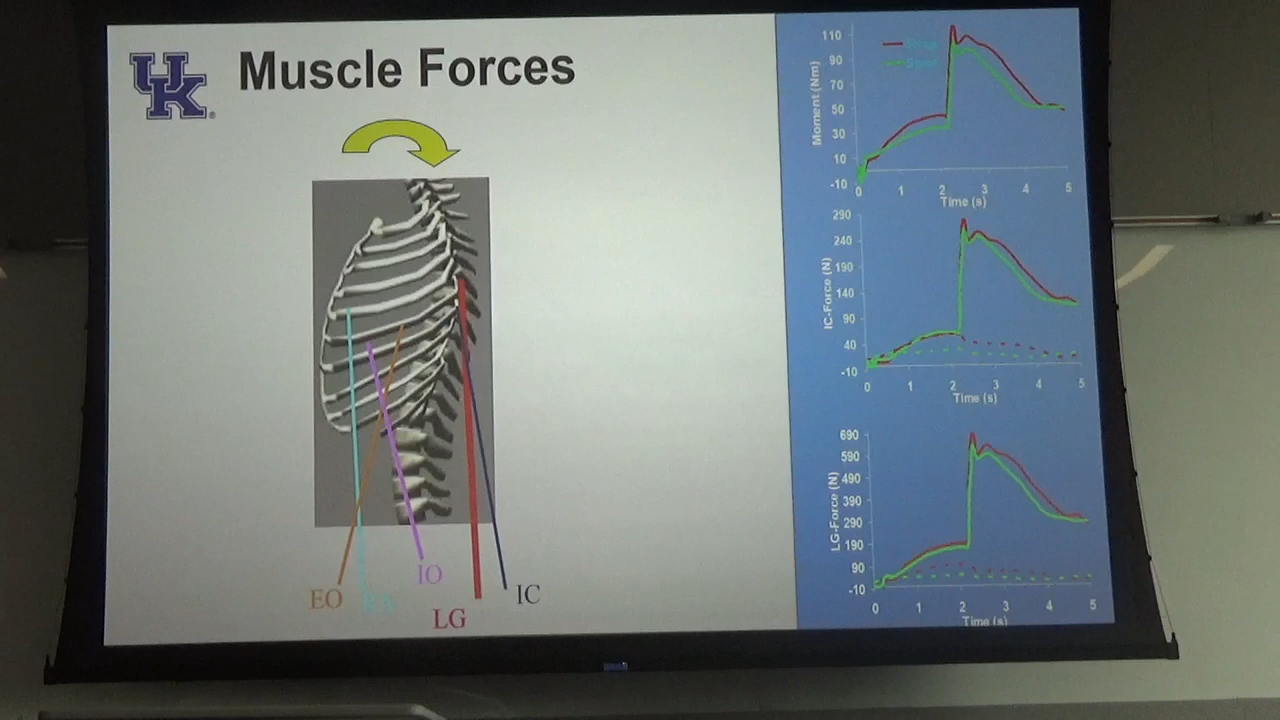 UK
®
Muscle Forces
EO
IO
LG
IC
110
90
70
50
30
10
-10
Moment (Nm)
0 1 2 3 4 5
Time (s)
290
240
190
140
90
40
-10
IC-Force (N)
0 1 2 3 4 5
Time (s)
690
590
490
390
290
190
90
-10
LG-Force (N)
0 1 2 3 4 5
Time (s)